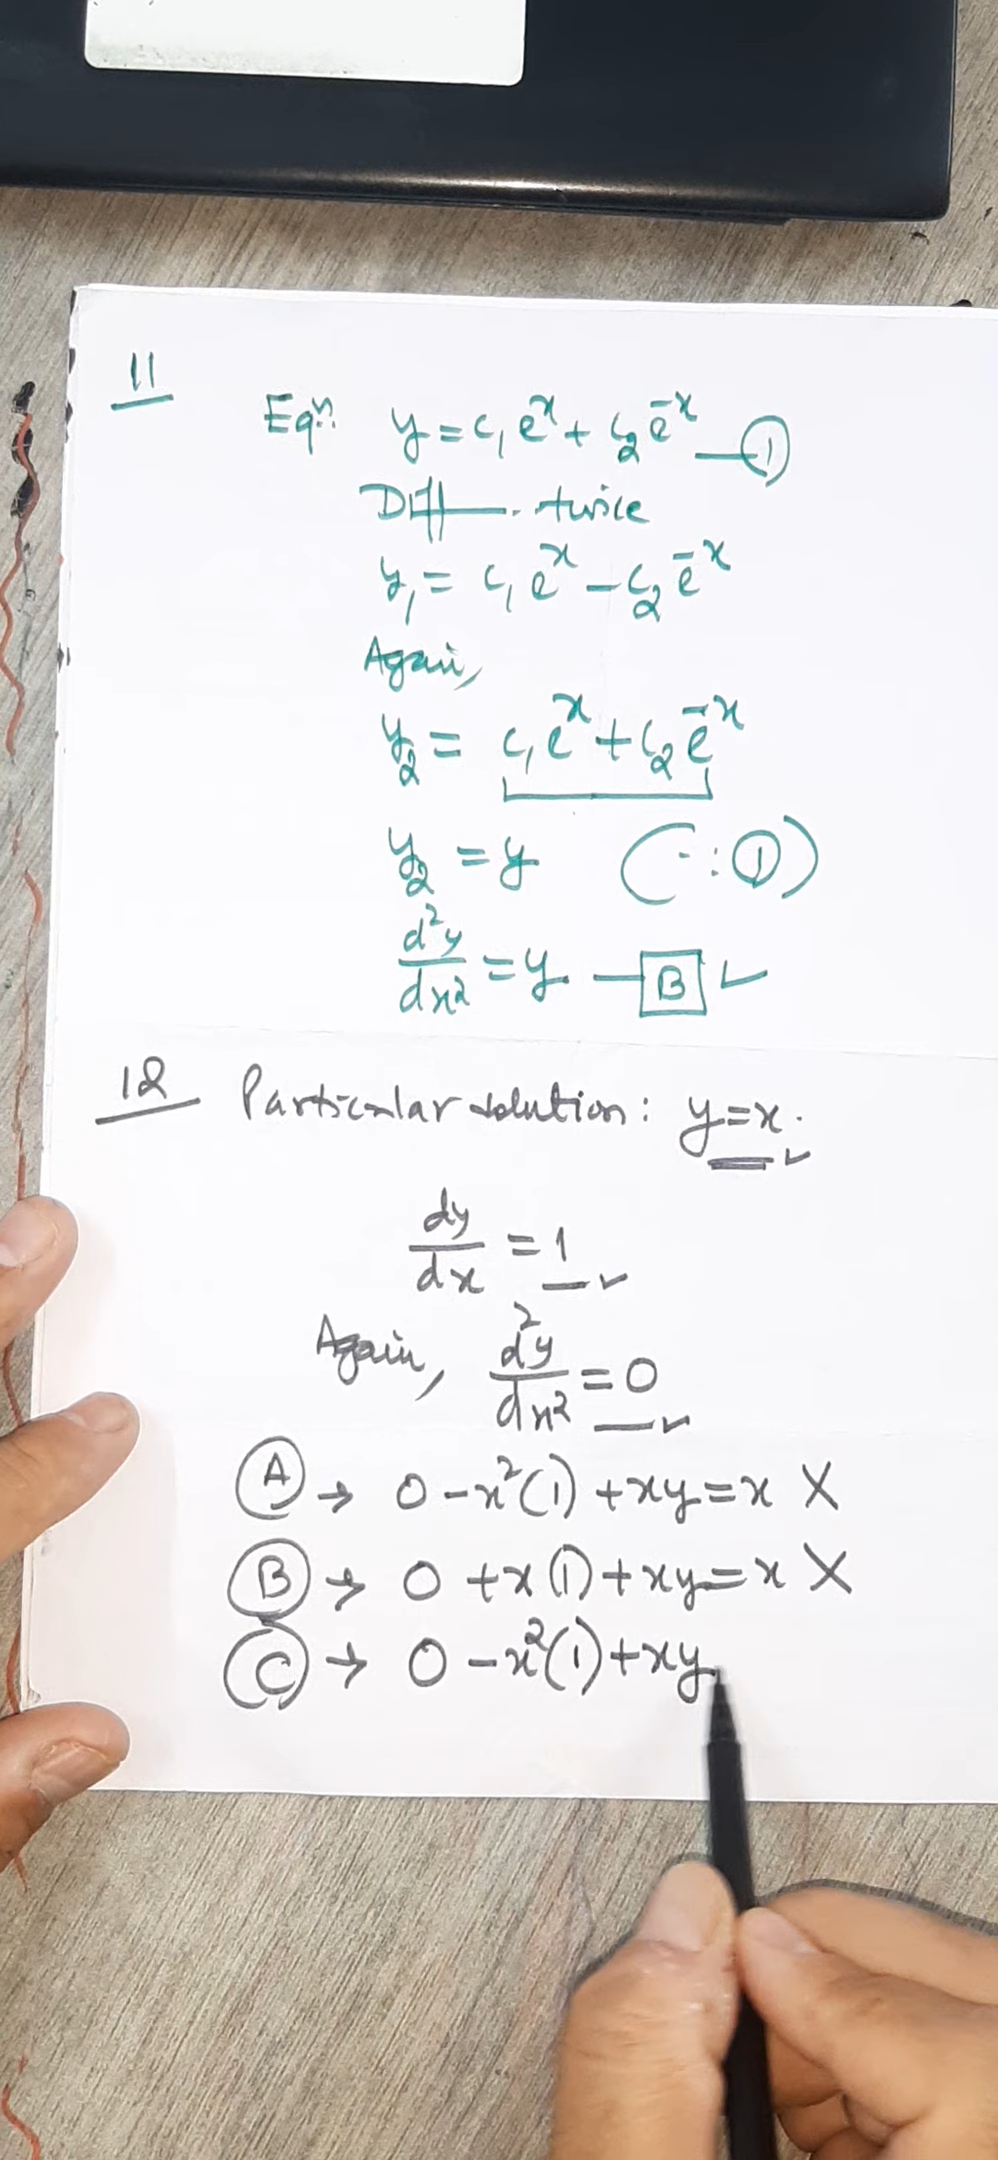 11
Eqⁿ: y = c₁eˣ + c₂e⁻ˣ —①
Diff—. twice
y₁ = c₁eˣ − c₂e⁻ˣ
Again,
y₂ = c₁eˣ + c₂e⁻ˣ
y₂ = y (∵ ①)
d²y/dx² = y — B ✓
12 Particular solution: y = x. ✓
dy/dx = 1 ✓
Again, d²y/dx² = 0 ✓
Ⓐ → 0 − x²(1) + xy = x X
Ⓑ → 0 + x(1) + xy = x X
Ⓒ → 0 − x²(1) + xy